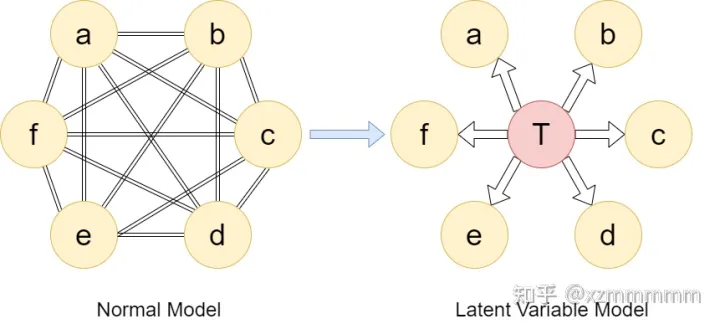 a b
f c
e d
Normal Model
a b
f T c
e d
Latent Variable Model
知乎 @xzmmmmm